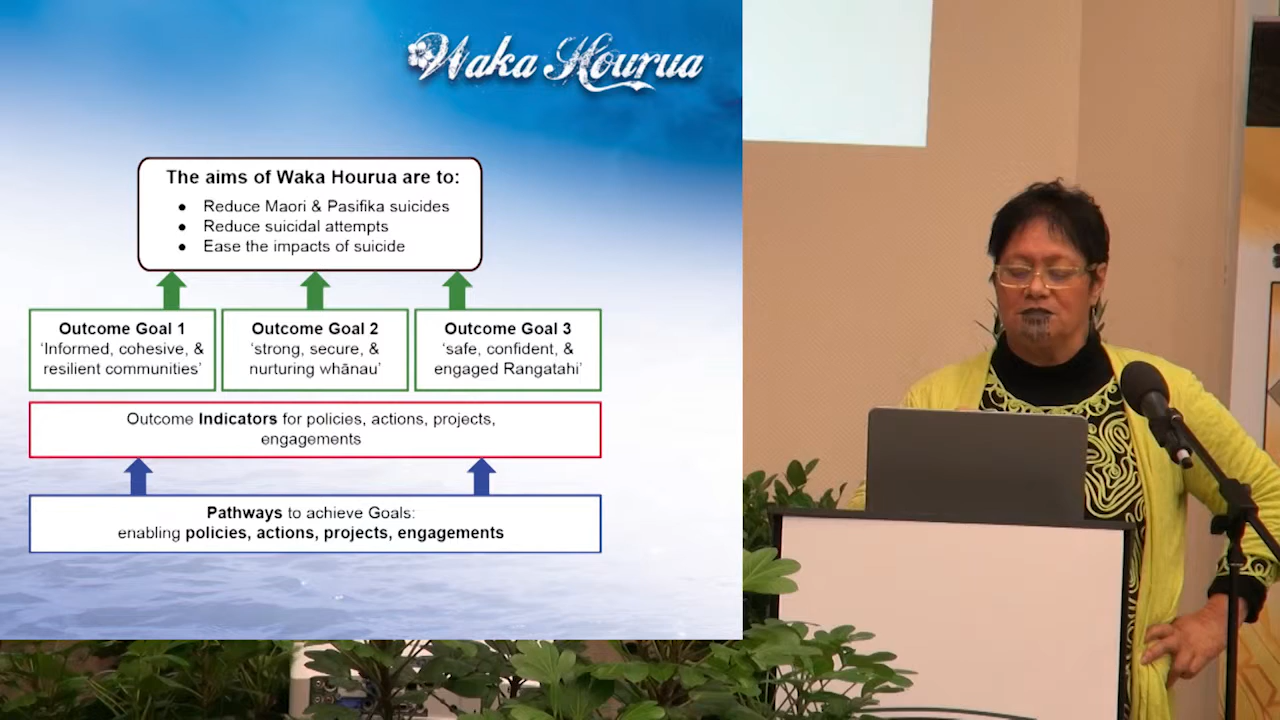 Waka Hourua
The aims of Waka Hourua are to:
● Reduce Maori & Pasifika suicides
● Reduce suicidal attempts
● Ease the impacts of suicide
Outcome Goal 1
‘Informed, cohesive, &
resilient communities’
Outcome Goal 2
‘strong, secure, &
nurturing whānau’
Outcome Goal 3
‘safe, confident, &
engaged Rangatahi’
Outcome Indicators for policies, actions, projects,
engagements
Pathways to achieve Goals:
enabling policies, actions, projects, engagements